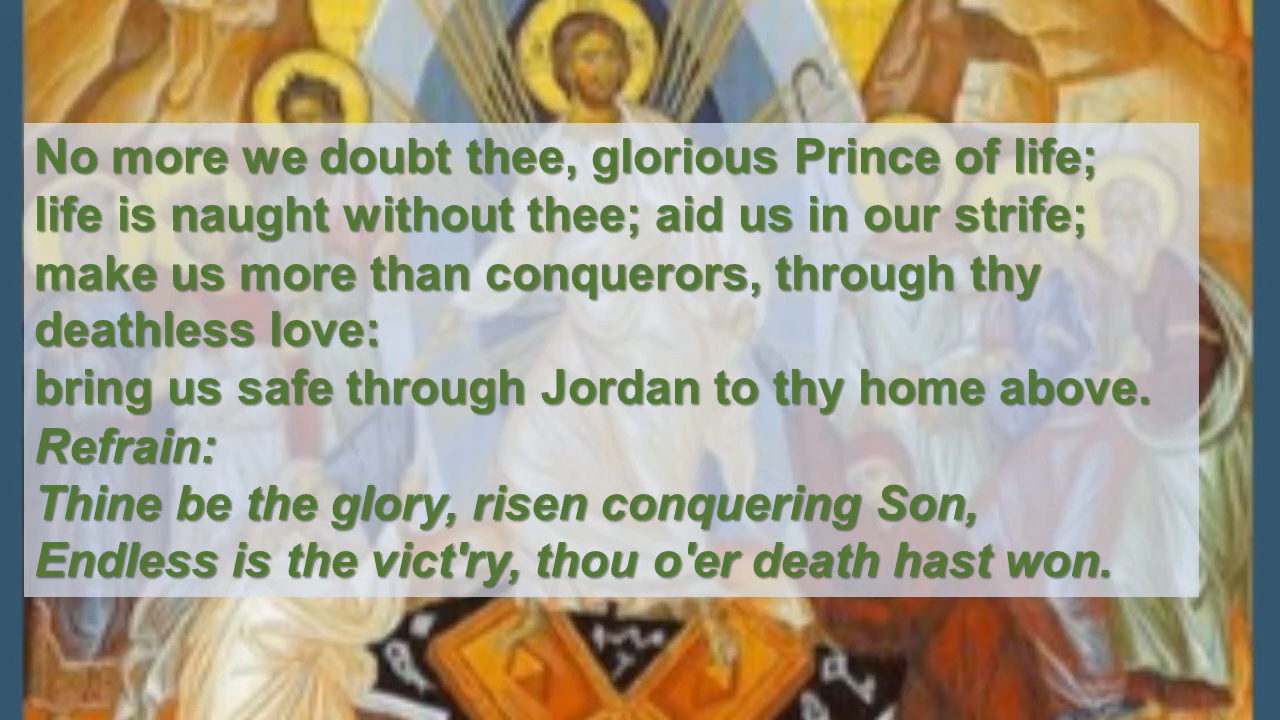 No more we doubt thee, glorious Prince of life;
life is naught without thee; aid us in our strife;
make us more than conquerors, through thy
deathless love:
bring us safe through Jordan to thy home above.
Refrain:
Thine be the glory, risen conquering Son,
Endless is the vict'ry, thou o'er death hast won.